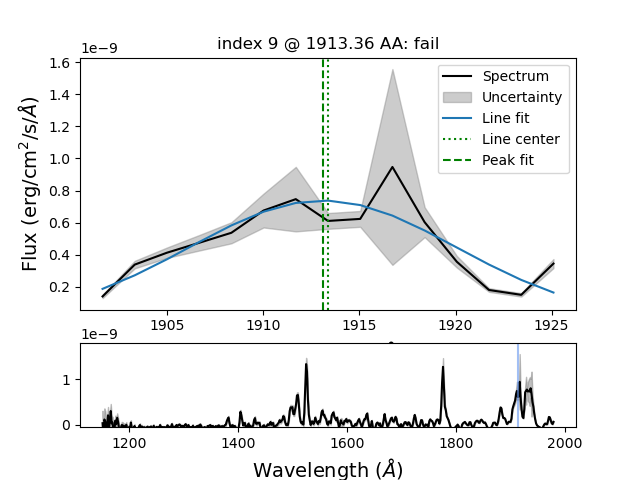 index 9 @ 1913.36 AA: fail
1e−9
1.6
1.4
1.2
1.0
0.8
0.6
0.4
0.2
Flux (erg/cm²/s/Å)
Spectrum
Uncertainty
Line fit
Line center
Peak fit
1905 1910 1915 1920 1925
1e−9
1
0
1200 1400 1600 1800 2000
Wavelength (Å)